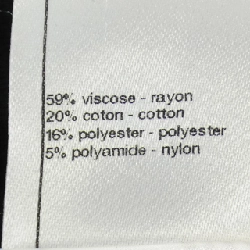 59% viscose - rayon
20% coton - cotton
16% polyester - polyester
5% polyamide - nylon